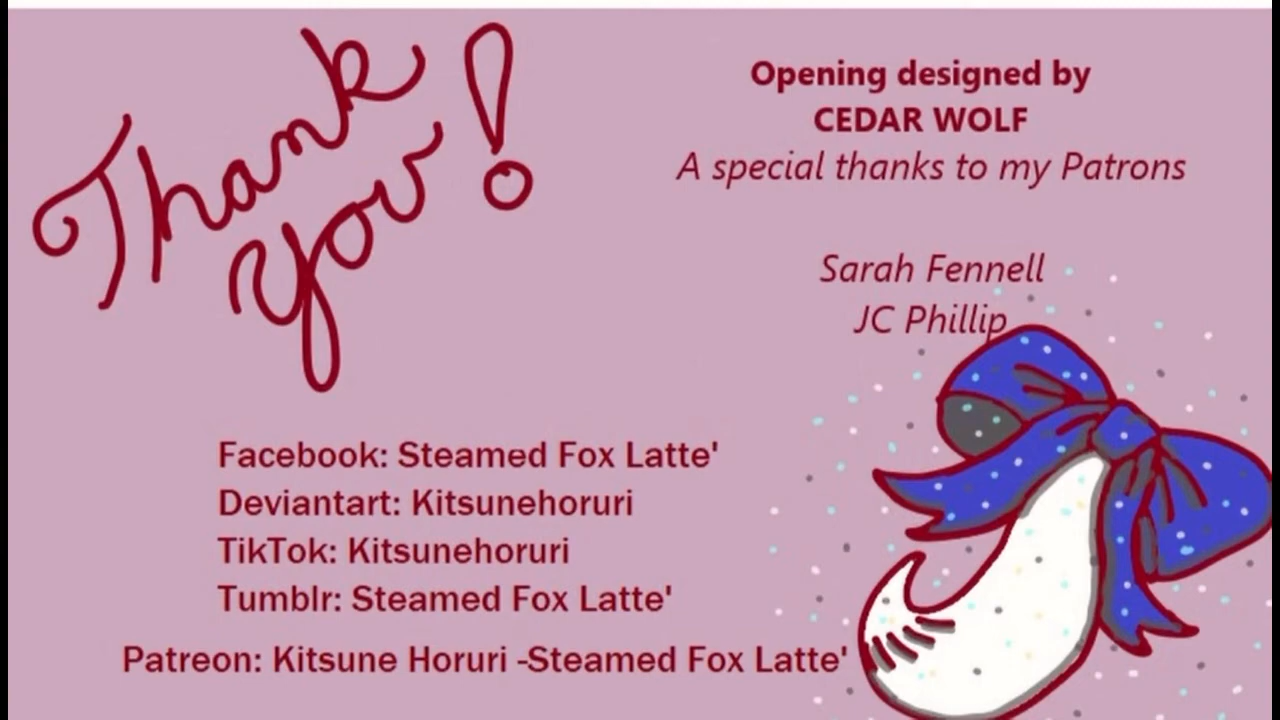 Thank
You!
Opening designed by
CEDAR WOLF
A special thanks to my Patrons
Sarah Fennell
JC Phillip
Facebook: Steamed Fox Latte'
Deviantart: Kitsunehoruri
TikTok: Kitsunehoruri
Tumblr: Steamed Fox Latte'
Patreon: Kitsune Horuri -Steamed Fox Latte'